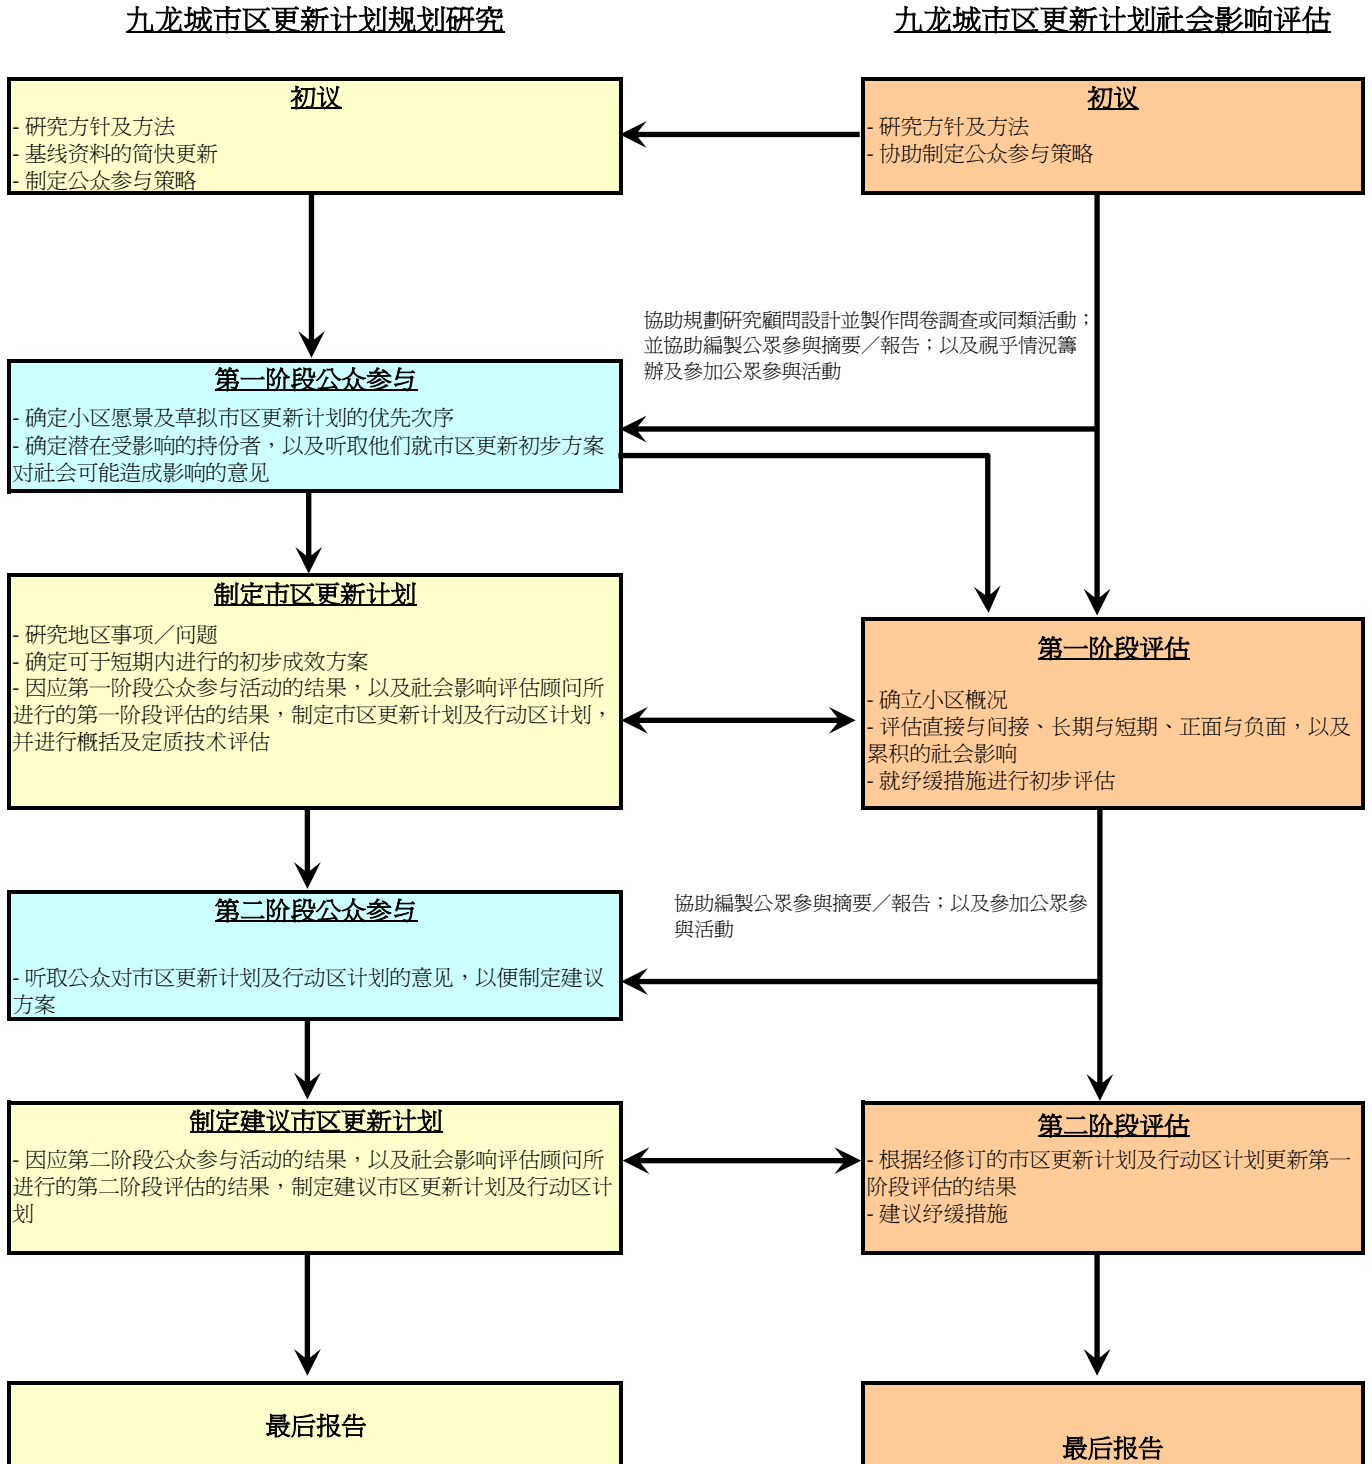 九龙城市区更新计划规划研究
九龙城市区更新计划社会影响评估
初议
- 研究方针及方法
- 基线资料的简快更新
- 制定公众参与策略
初议
- 研究方针及方法
- 协助制定公众参与策略
協助規劃研究顧問設計並製作問卷調查或同類活動；
並協助編製公眾參與摘要／報告；以及視乎情況籌
辦及參加公眾參與活動
第一阶段公众参与
- 确定小区愿景及草拟市区更新计划的优先次序
- 确定潜在受影响的持份者，以及听取他们就市区更新初步方案
对社会可能造成影响的意见
制定市区更新计划
- 研究地区事项／问题
- 确定可于短期内进行的初步成效方案
- 因应第一阶段公众参与活动的结果，以及社会影响评估顾问所
进行的第一阶段评估的结果，制定市区更新计划及行动区计划，
并进行概括及定质技术评估
第一阶段评估
- 确立小区概况
- 评估直接与间接、长期与短期、正面与负面，以及
累积的社会影响
- 就纾缓措施进行初步评估
第二阶段公众参与
- 听取公众对市区更新计划及行动区计划的意见，以便制定建议
方案
協助編製公眾參與摘要／報告；以及參加公眾參
與活動
制定建议市区更新计划
- 因应第二阶段公众参与活动的结果，以及社会影响评估顾问所
进行的第二阶段评估的结果，制定建议市区更新计划及行动区计
划
第二阶段评估
- 根据经修订的市区更新计划及行动区计划更新第一
阶段评估的结果
- 建议纾缓措施
最后报告
最后报告